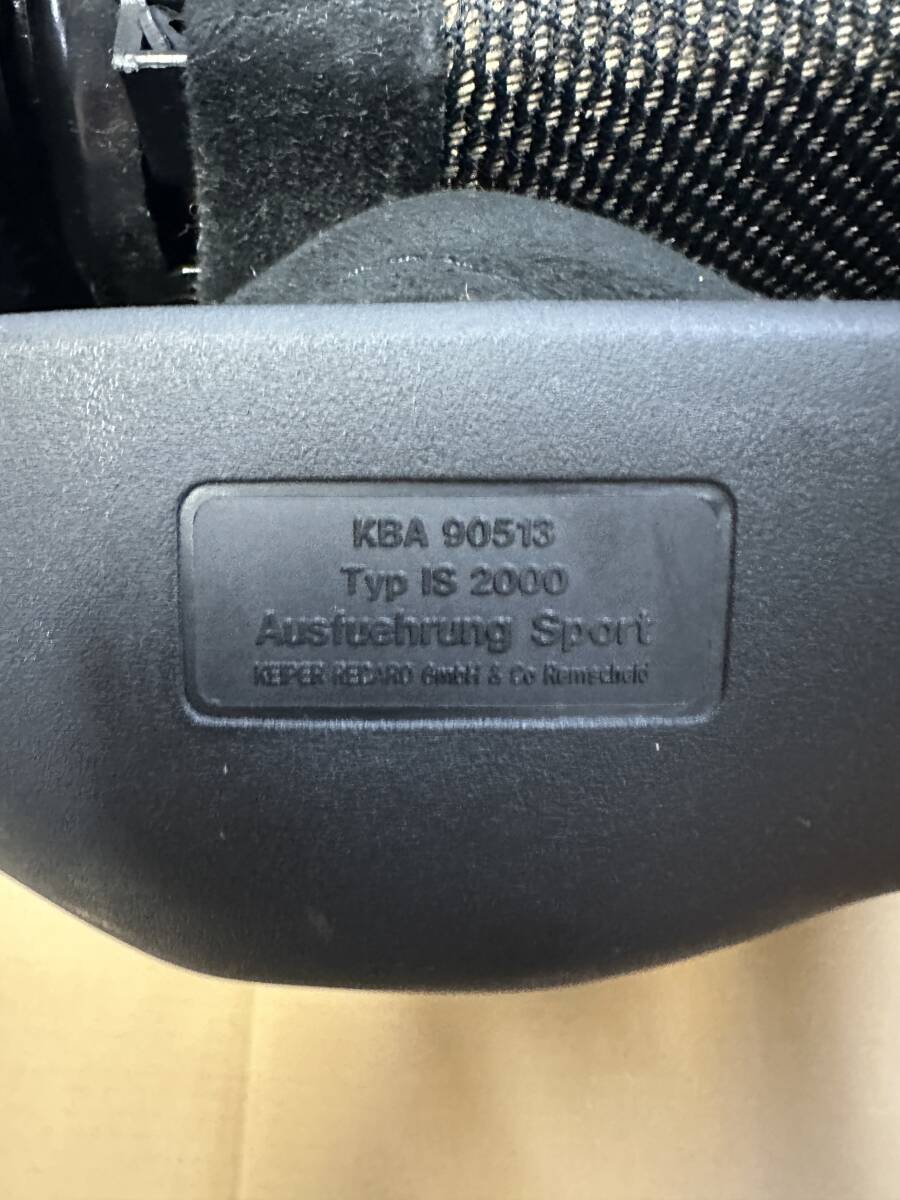 KBA 90513
Typ IS 2000
Ausfuehrung Sport
KEIPER RECARO GmbH & Co Remscheid